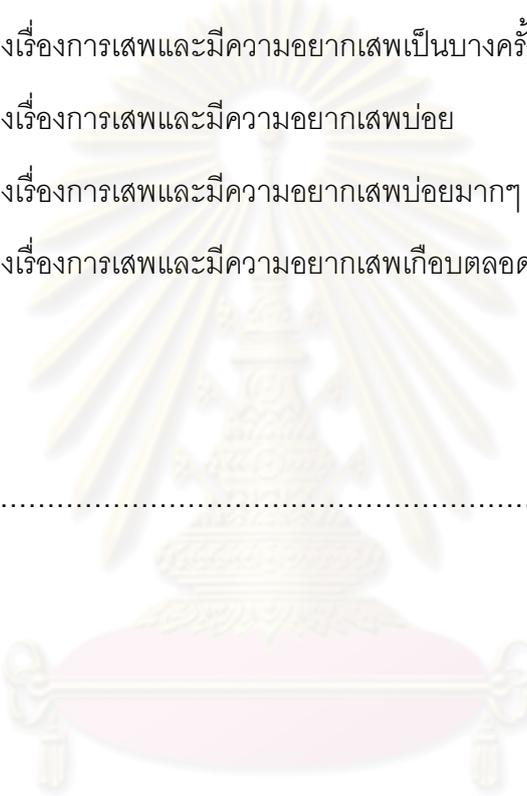 งเรื่องการเสพและมีความอยากเสพเป็นบางครั้
งเรื่องการเสพและมีความอยากเสพบ่อย
งเรื่องการเสพและมีความอยากเสพบ่อยมากๆ
งเรื่องการเสพและมีความอยากเสพเกือบตลอด
......................................................